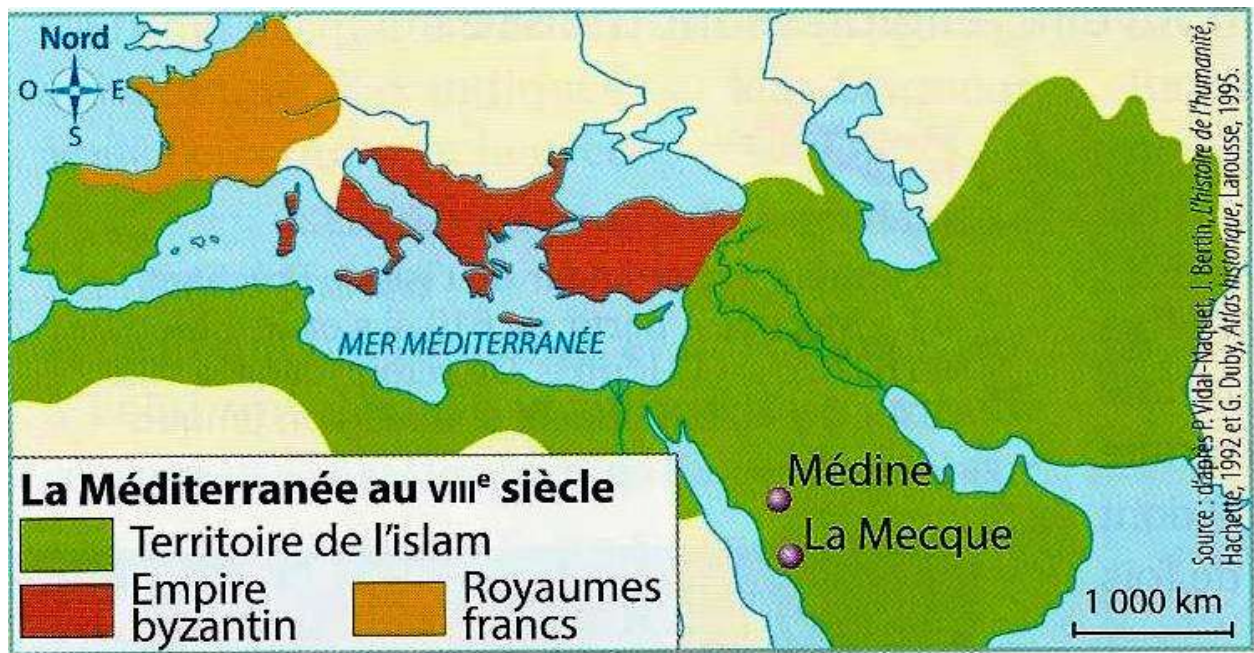 Nord
O
E
S
MER MÉDITERRANÉE
Médine
La Mecque
La Méditerranée au VIIIe siècle
Territoire de l'islam
Empire
byzantin
Royaumes
francs
1 000 km
Source : d'après P. Vidal-Naquet, J. Bertin, L'histoire de l'humanité,
Hachette, 1992 et G. Duby, Atlas historique, Larousse, 1995.